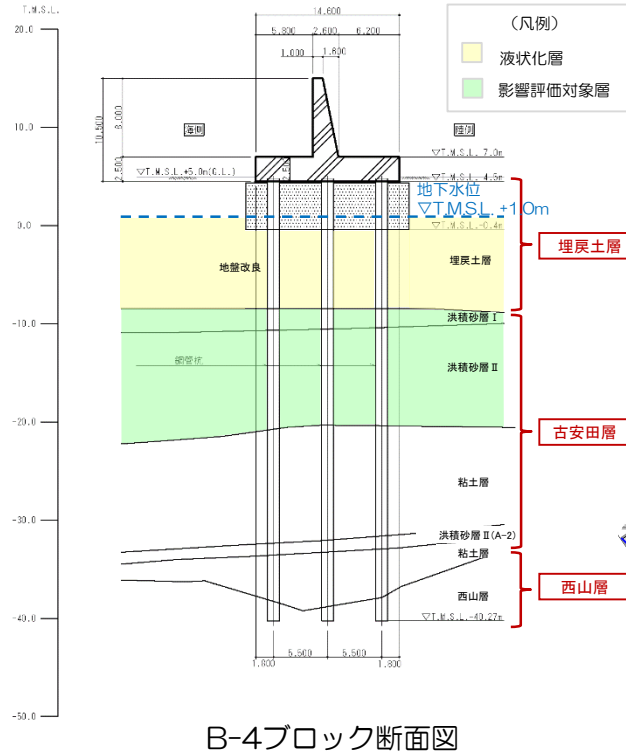 T.M.S.L.
20.0
10.0
0.0
-10.0
-20.0
-30.0
-40.0
-50.0
14.600
5.800
2.600
6.200
1.000
1.600
10.500
8.000
2.500
2.500
海側
陸側
(凡例)
液状化層
影響評価対象層
▽T.M.S.L. 7.0m
▽T.M.S.L.+5.0m(G.L.)
▽T.M.S.L. 4.5m
地下水位
▽T.M.S.L. +1.0m
▽T.M.S.L.-0.4m
地盤改良
埋戻土層
埋戻土層
洪積砂層Ⅰ
洪積砂層Ⅱ
鋼管杭
古安田層
粘土層
洪積砂層Ⅱ(A-2)
粘土層
西山層
西山層
▽T.M.S.L.-40.27m
1.800
5.500
5.500
1.800
B-4ブロック断面図